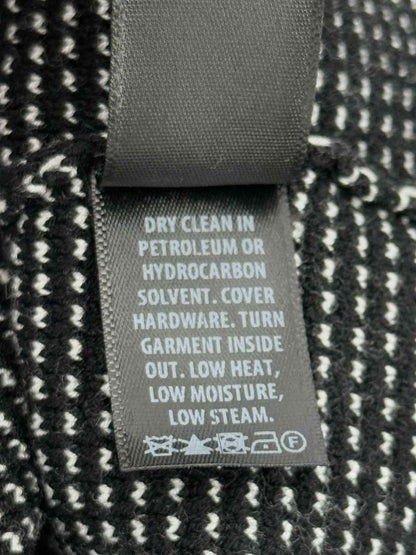 DRY CLEAN IN
PETROLEUM OR
HYDROCARBON
SOLVENT. COVER
HARDWARE. TURN
GARMENT INSIDE
OUT. LOW HEAT,
LOW MOISTURE,
LOW STEAM.
F